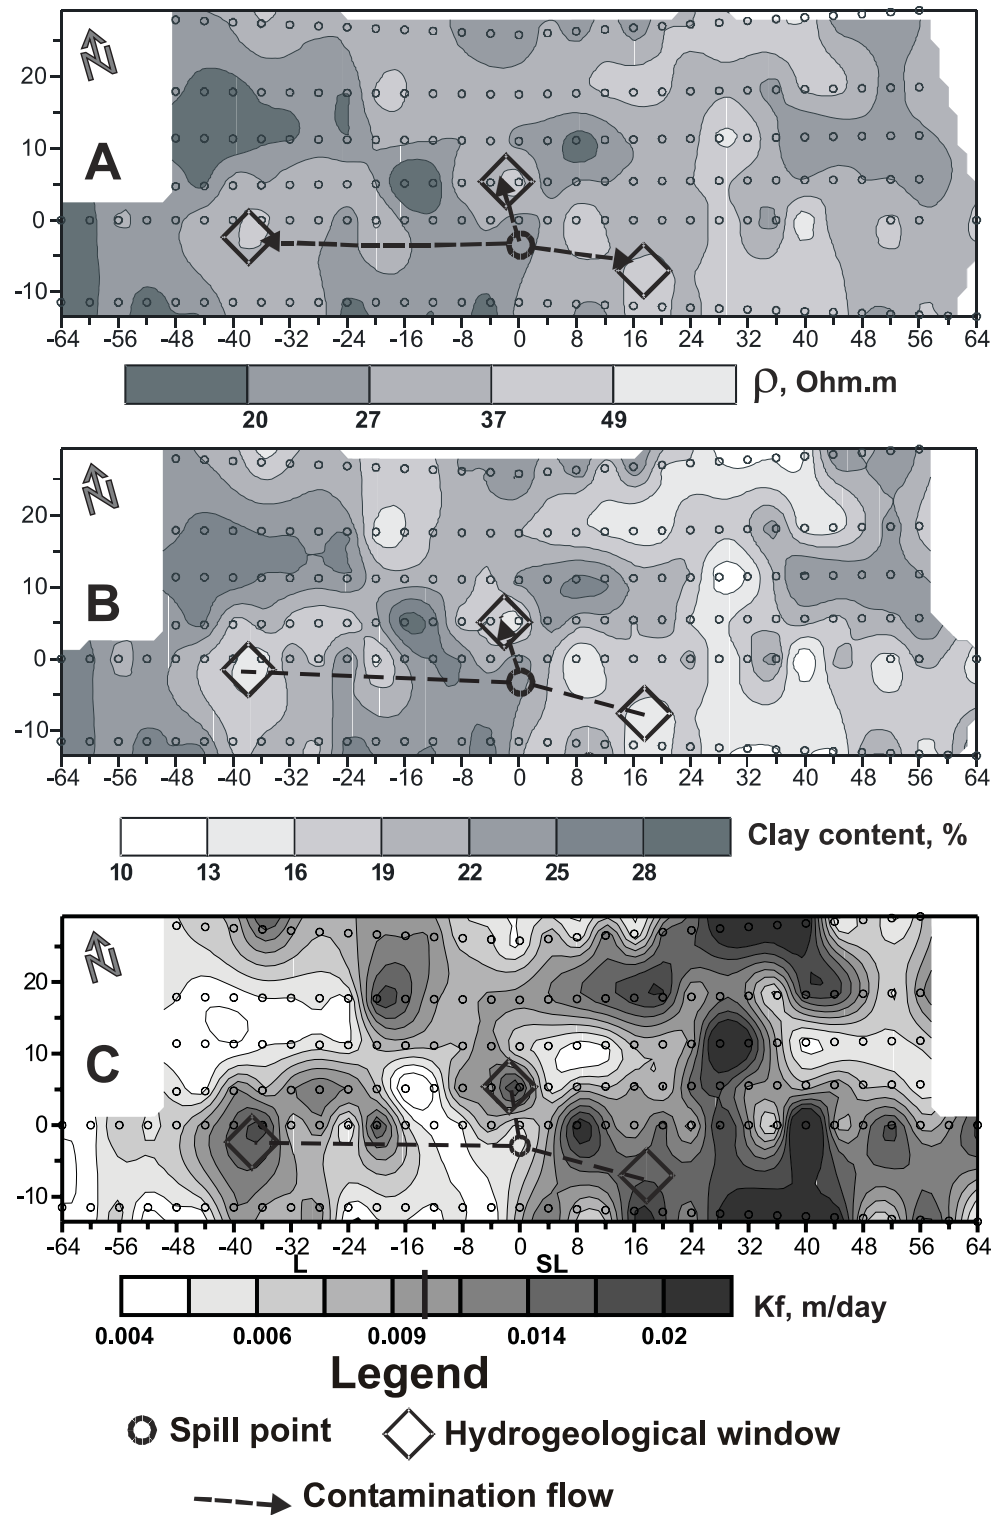 N
20
10
0
-10
A
-64 -56 -48 -40 -32 -24 -16 -8 0 8 16 24 32 40 48 56 64
ρ, Ohm.m
20 27 37 49
N
20
10
0
-10
B
-64 -56 -48 -40 -32 -24 -16 -8 0 8 16 24 32 40 48 56 64
Clay content, %
10 13 16 19 22 25 28
N
20
10
0
-10
C
-64 -56 -48 -40 -32 -24 -16 -8 0 8 16 24 32 40 48 56 64
L SL
Kf, m/day
0.004 0.006 0.009 0.014 0.02
Legend
Spill point
Hydrogeological window
Contamination flow